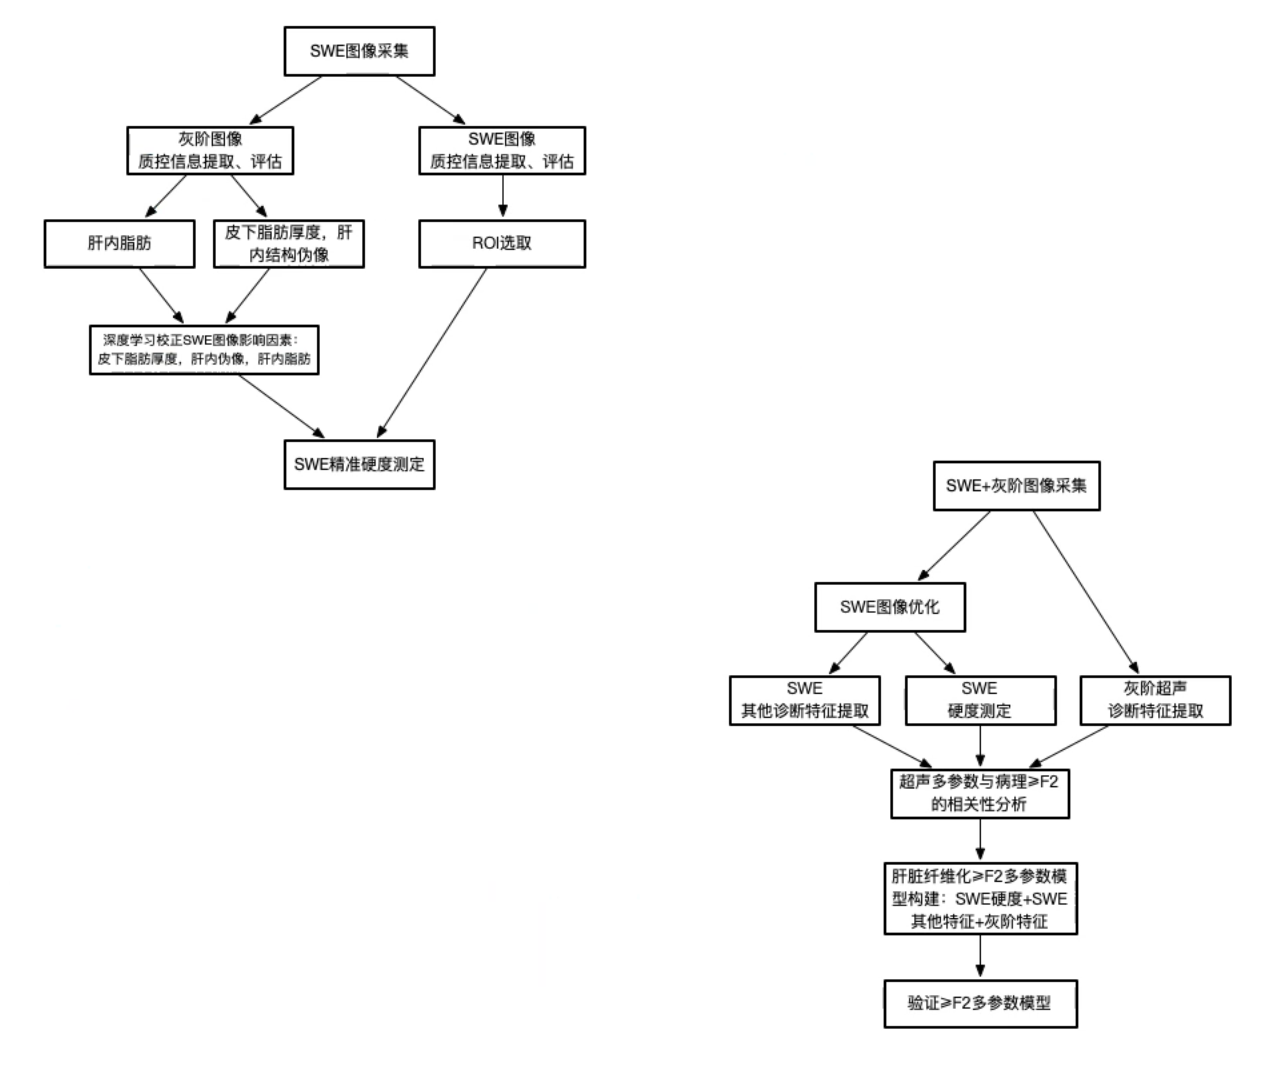 SWE图像采集
灰阶图像
质控信息提取、评估
SWE图像
质控信息提取、评估
肝内脂肪
皮下脂肪厚度，肝
内结构伪像
ROI选取
深度学习校正SWE图像影响因素：
皮下脂肪厚度，肝内伪像，肝内脂肪
SWE精准硬度测定
SWE+灰阶图像采集
SWE图像优化
SWE
其他诊断特征提取
SWE
硬度测定
灰阶超声
诊断特征提取
超声多参数与病理≥F2
的相关性分析
肝脏纤维化≥F2多参数模
型构建：SWE硬度+SWE
其他特征+灰阶特征
验证≥F2多参数模型